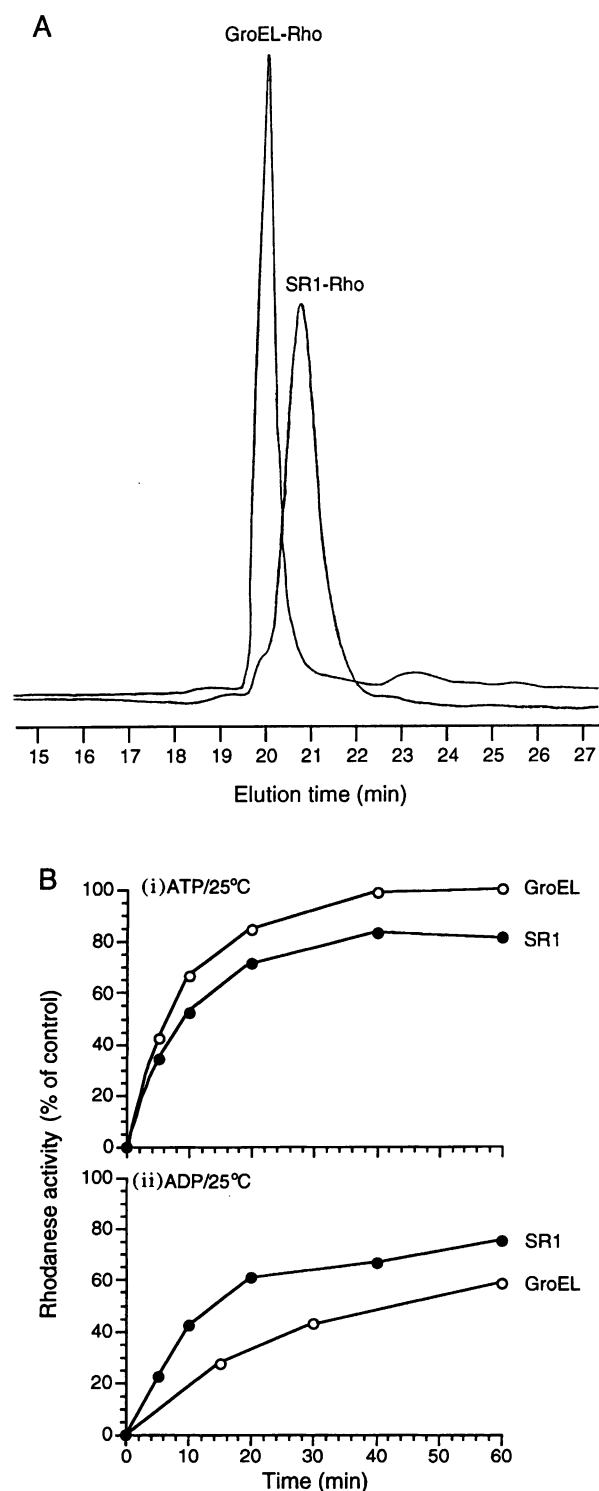 A
GroEL-Rho
SR1-Rho
15 16 17 18 19 20 21 22 23 24 25 26 27
Elution time (min)
B
(i)ATP/25°C
100
80
60
40
20
0
GroEL
SR1
Rhodanese activity (% of control)
(ii)ADP/25°C
100
80
60
40
20
0
SR1
GroEL
0 10 20 30 40 50 60
Time (min)